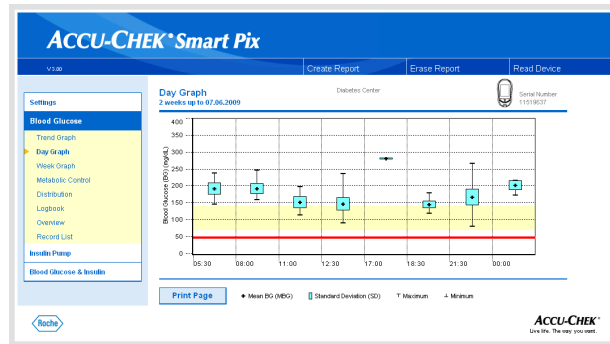 ACCU-CHEK® Smart Pix
V 3.00
Create Report Erase Report Read Device
Day Graph
2 weeks up to 07.06.2009
Diabetes Center
Serial Number
11519637
Settings
Blood Glucose
Trend Graph
Day Graph
Week Graph
Metabolic Control
Distribution
Logbook
Overview
Record List
Insulin Pump
Blood Glucose & Insulin
Blood Glucose (BG) (mg/dL)
400
350
300
250
200
150
100
50
0
05:30 08:00 11:00 12:30 17:00 18:30 21:30 00:00
Print Page
Mean BG (MBG) Standard Deviation (SD) Maximum Minimum
Roche
ACCU-CHEK®
Live life. The way you want.